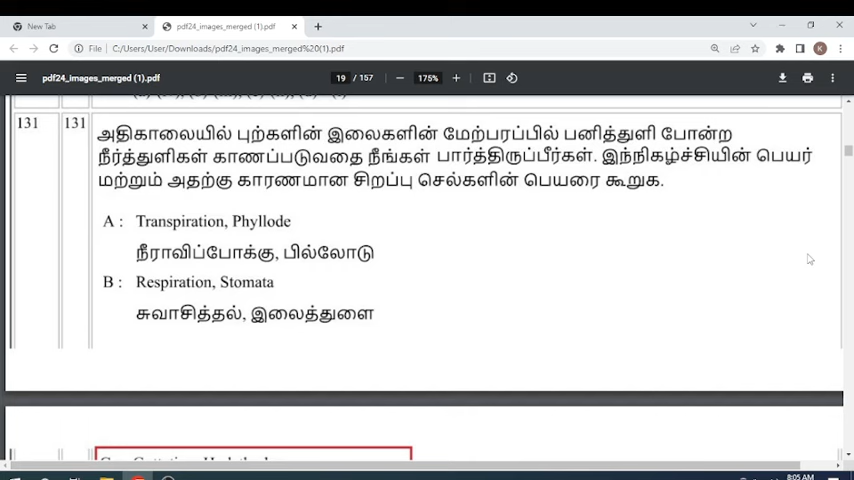 New Tab
pdf24_images_merged (1).pdf
File
C:/Users/User/Downloads/pdf24_images_merged%20(1).pdf
K
pdf24_images_merged (1).pdf
19 / 157
175%
131
131
அதிகாலையில் புற்களின் இலைகளின் மேற்பரப்பில் பனித்துளி போன்ற
நீர்த்துளிகள் காணப்படுவதை நீங்கள் பார்த்திருப்பீர்கள். இந்நிகழ்ச்சியின் பெயர்
மற்றும் அதற்கு காரணமான சிறப்பு செல்களின் பெயரை கூறுக.
A : Transpiration, Phyllode
நீராவிப்போக்கு, பில்லோடு
B : Respiration, Stomata
சுவாசித்தல், இலைத்துளை
8:05 AM